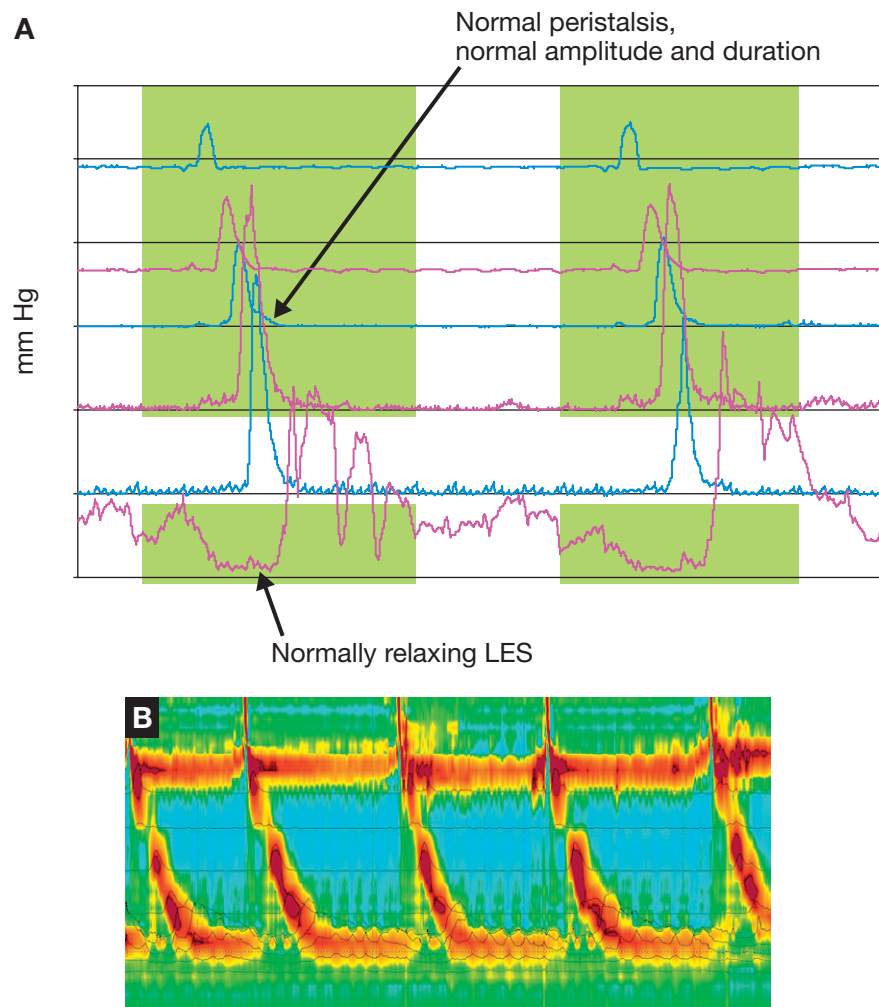 A
Normal peristalsis,
normal amplitude and duration
mm Hg
Normally relaxing LES
B